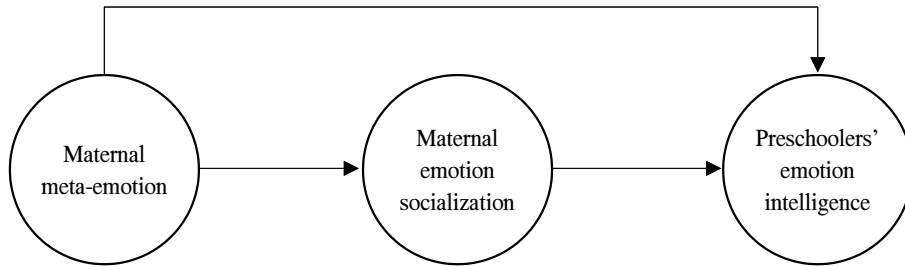 Maternal
meta-emotion
Maternal
emotion
socialization
Preschoolers’
emotion
intelligence